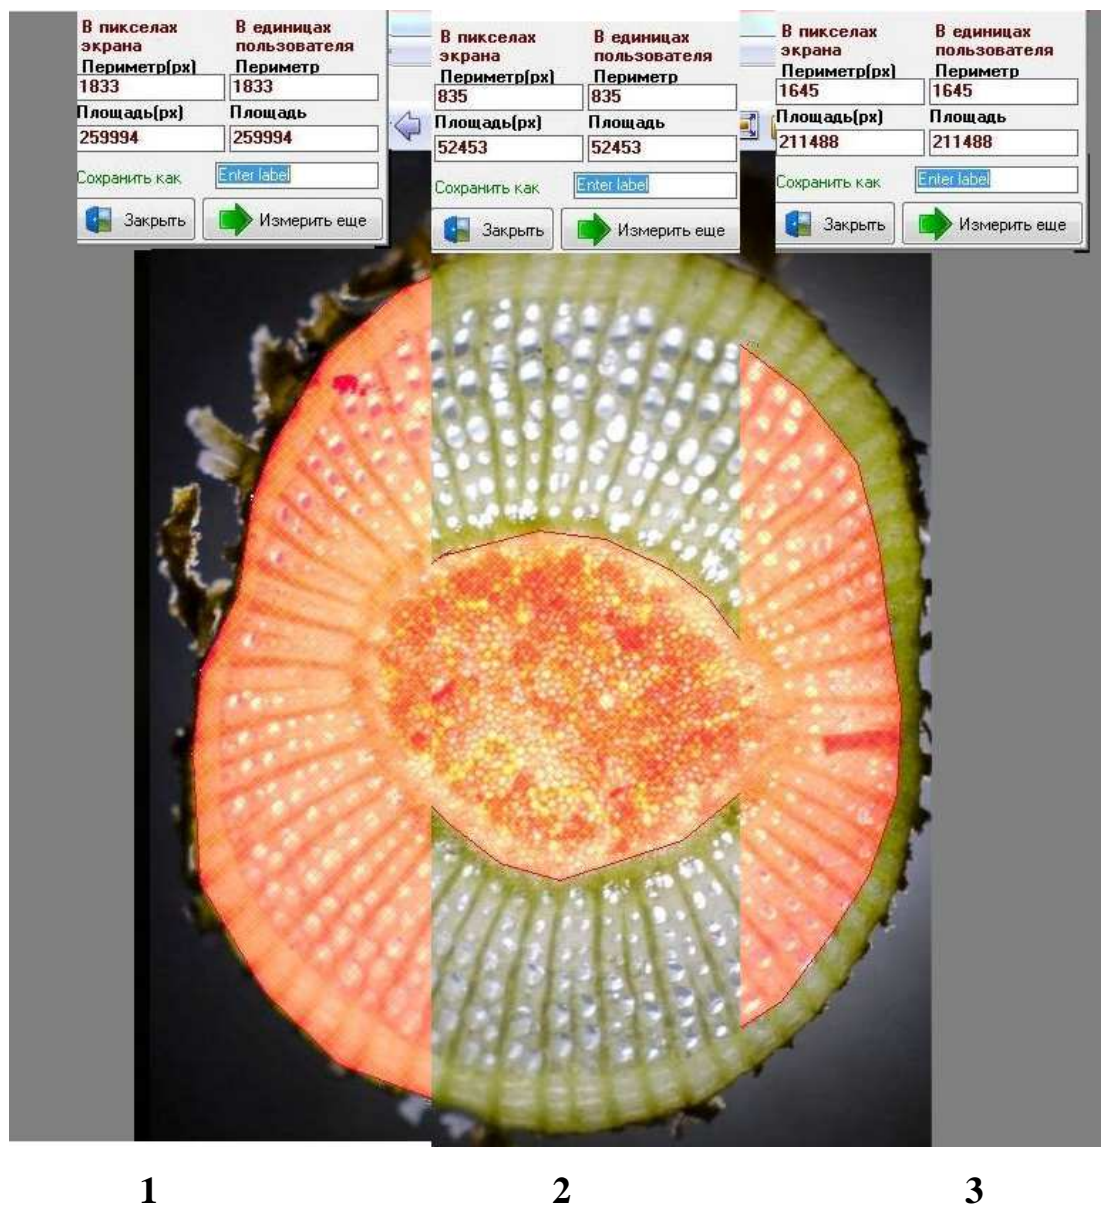 В пикселах экрана
В единицах пользователя
Периметр(px)
Периметр
1833
1833
Площадь(px)
Площадь
259994
259994
Сохранить как
Enter label
Закрыть
Измерить еще
В пикселах экрана
В единицах пользователя
Периметр(px)
Периметр
835
835
Площадь(px)
Площадь
52453
52453
Сохранить как
Enter label
Закрыть
Измерить еще
В пикселах экрана
В единицах пользователя
Периметр(px)
Периметр
1645
1645
Площадь(px)
Площадь
211488
211488
Сохранить как
Enter label
Закрыть
Измерить еще
1
2
3